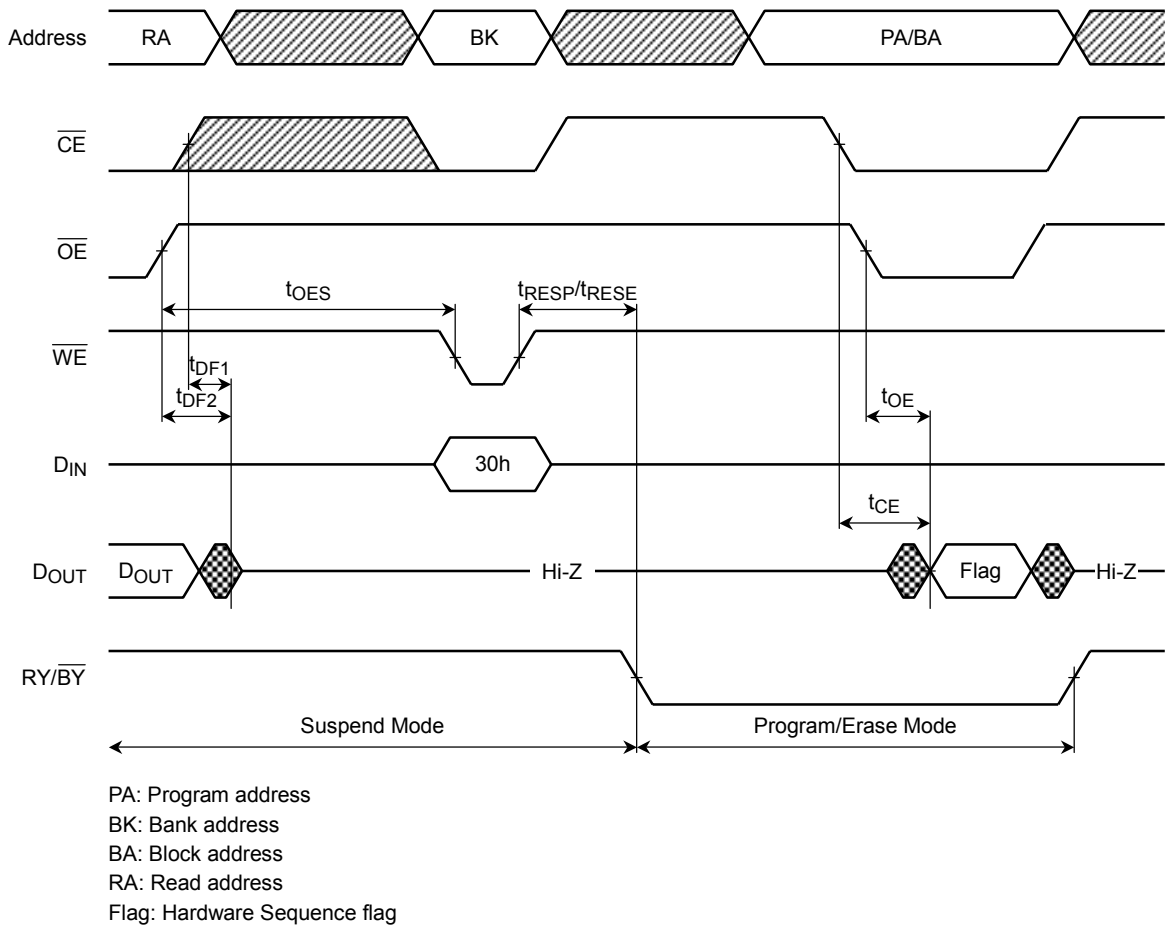 Address RA BK PA/BA
CE
OE
tOES tRESP/tRESE
WE
tDF1
tDF2 tOE
DIN 30h
tCE
DOUT DOUT Hi-Z Flag Hi-Z
RY/BY
Suspend Mode Program/Erase Mode
PA: Program address
BK: Bank address
BA: Block address
RA: Read address
Flag: Hardware Sequence flag